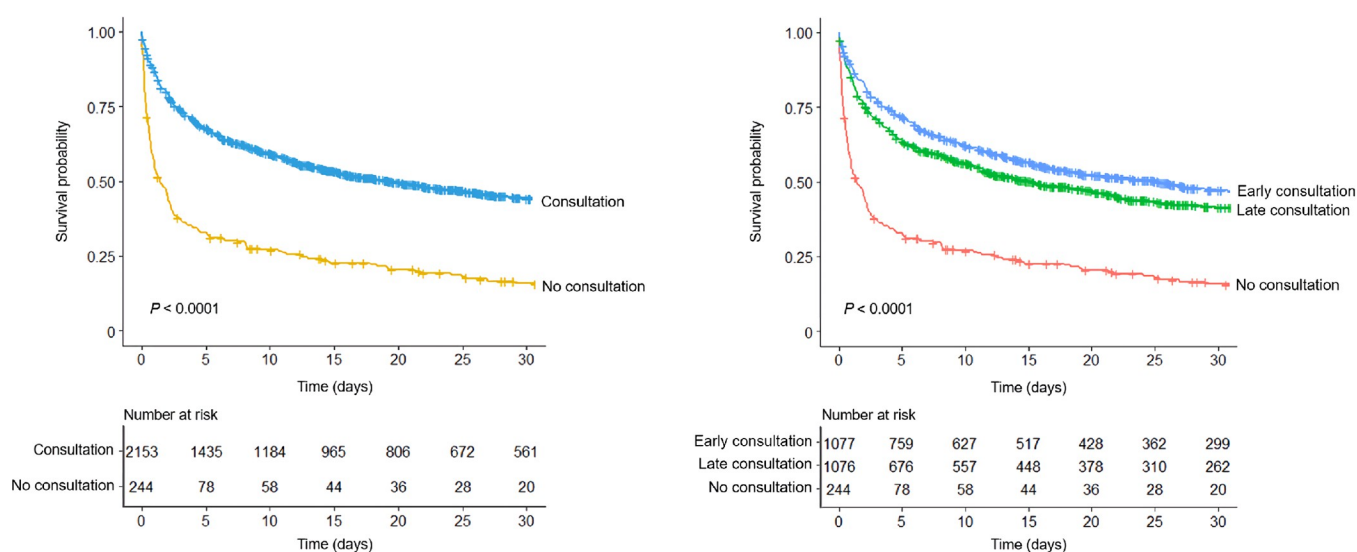 1.00
0.75
0.50
0.25
0
Survival probability
Consultation
No consultation
P < 0.0001
0 5 10 15 20 25 30
Time (days)
Number at risk
Consultation 2153 1435 1184 965 806 672 561
No consultation 244 78 58 44 36 28 20
0 5 10 15 20 25 30
Time (days)
1.00
0.75
0.50
0.25
0
Survival probability
Early consultation
Late consultation
No consultation
P < 0.0001
0 5 10 15 20 25 30
Time (days)
Number at risk
Early consultation 1077 759 627 517 428 362 299
Late consultation 1076 676 557 448 378 310 262
No consultation 244 78 58 44 36 28 20
0 5 10 15 20 25 30
Time (days)